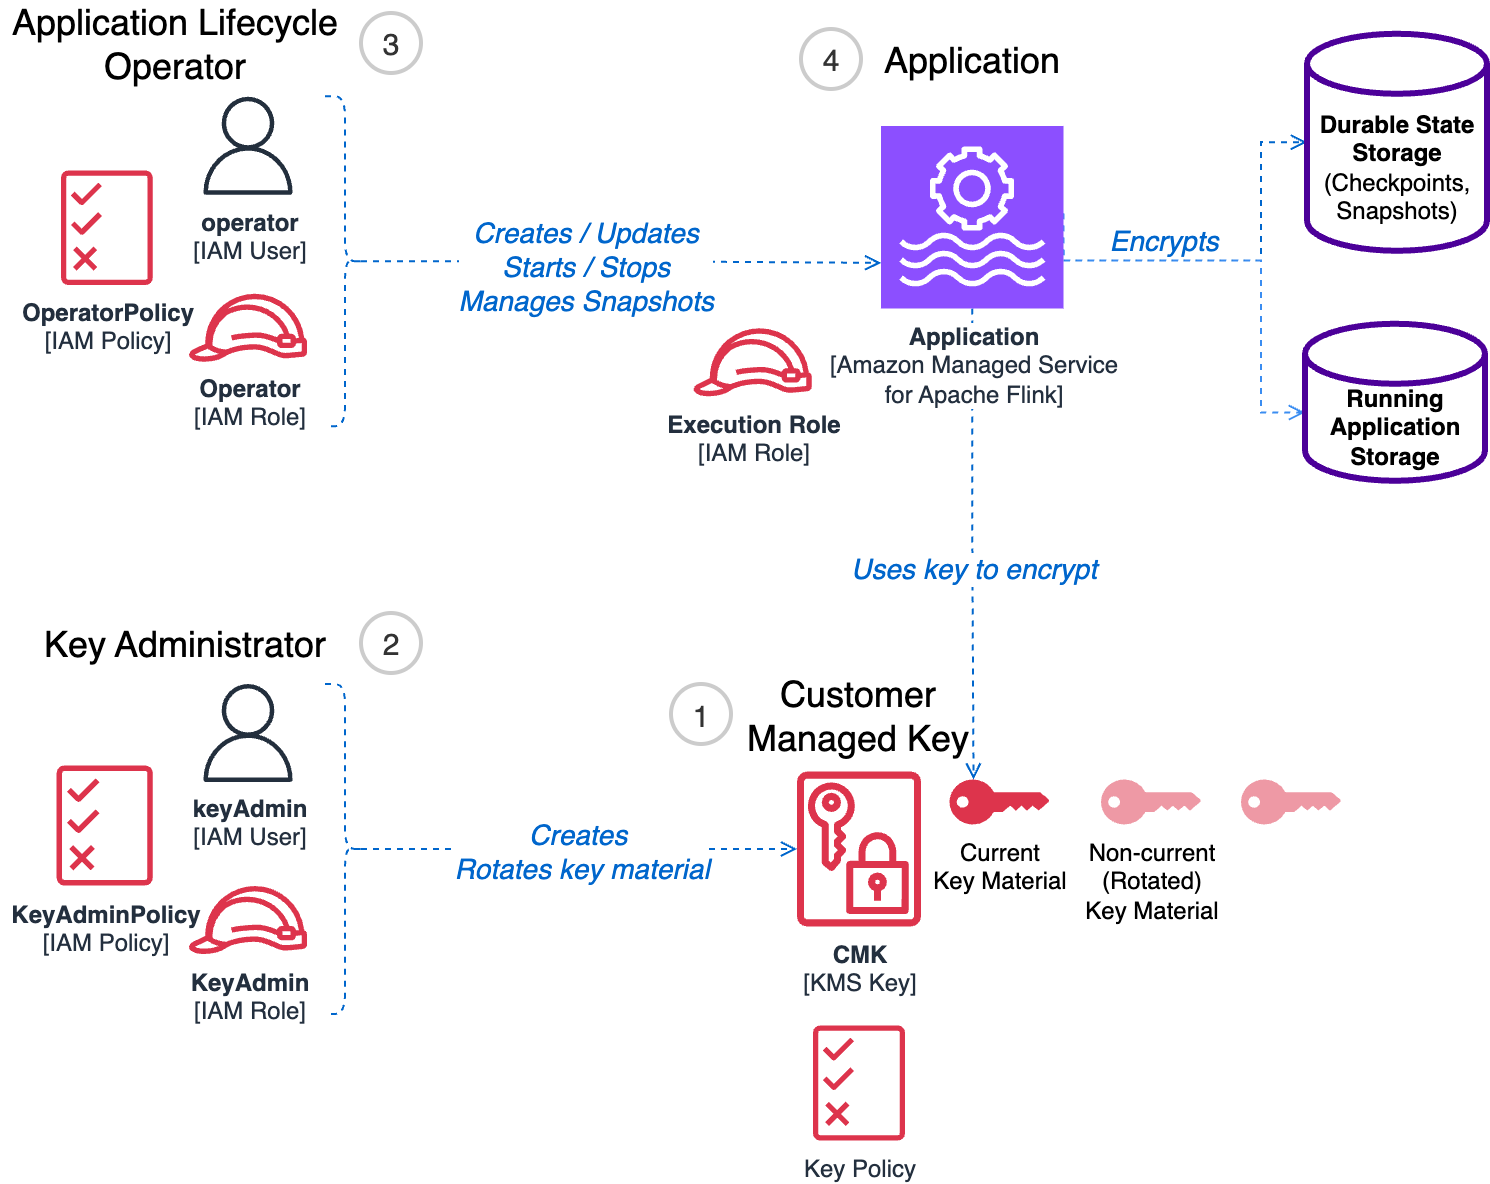 Application Lifecycle
Operator
3
operator
[IAM User]
OperatorPolicy
[IAM Policy]
Operator
[IAM Role]
Creates / Updates
Starts / Stops
Manages Snapshots
4
Application
Application
[Amazon Managed Service
for Apache Flink]
Execution Role
[IAM Role]
Encrypts
Durable State
Storage
(Checkpoints,
Snapshots)
Running
Application
Storage
Uses key to encrypt
Key Administrator
2
keyAdmin
[IAM User]
KeyAdminPolicy
[IAM Policy]
KeyAdmin
[IAM Role]
Creates
Rotates key material
1
Customer
Managed Key
CMK
[KMS Key]
Current
Key Material
Non-current
(Rotated)
Key Material
Key Policy